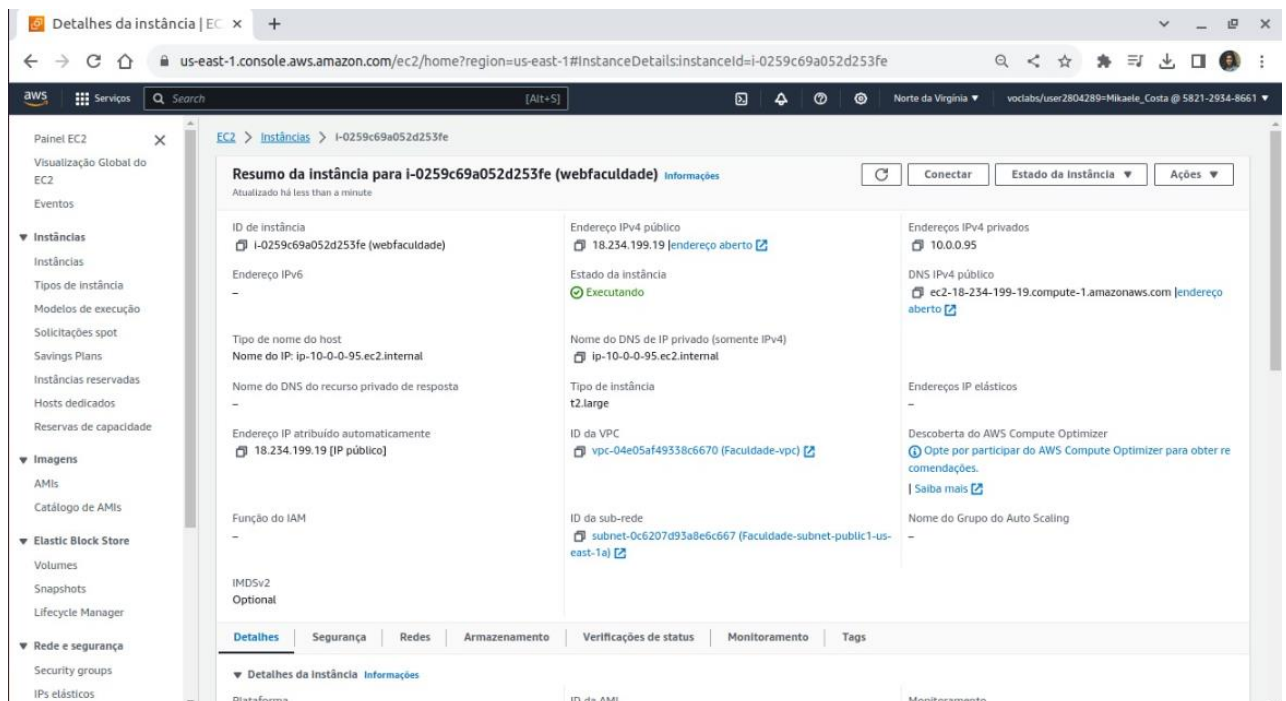 Detalhes da instância | EC
us-east-1.console.aws.amazon.com/ec2/home?region=us-east-1#InstanceDetails:instanceId=i-0259c69a052d253fe
aws
Serviços
Search
[Alt+S]
Norte da Virgínia
voclabs/user2804289=Mikaele_Costa @ 5821-2934-8661
Painel EC2
Visualização Global do
EC2
Eventos
Instâncias
Instâncias
Tipos de instância
Modelos de execução
Solicitações spot
Savings Plans
Instâncias reservadas
Hosts dedicados
Reservas de capacidade
Imagens
AMIs
Catálogo de AMIs
Elastic Block Store
Volumes
Snapshots
Lifecycle Manager
Rede e segurança
Security groups
IPs elásticos
EC2 > Instâncias > i-0259c69a052d253fe
Resumo da instância para i-0259c69a052d253fe (webfaculdade) Informações
Atualizado há less than a minute
Conectar
Estado da instância
Ações
ID de instância
i-0259c69a052d253fe (webfaculdade)
Endereço IPv4 público
18.234.199.19 |endereço aberto
Endereços IPv4 privados
10.0.0.95
Endereço IPv6
–
Estado da instância
Executando
DNS IPv4 público
ec2-18-234-199-19.compute-1.amazonaws.com |endereço
aberto
Tipo de nome do host
Nome do IP: ip-10-0-0-95.ec2.internal
Nome do DNS de IP privado (somente IPv4)
ip-10-0-0-95.ec2.internal
Nome do DNS do recurso privado de resposta
–
Tipo de instância
t2.large
Endereços IP elásticos
–
Endereço IP atribuído automaticamente
18.234.199.19 [IP público]
ID da VPC
vpc-04e05af49338c6670 (Faculdade-vpc)
Descoberta do AWS Compute Optimizer
Opte por participar do AWS Compute Optimizer para obter re
comendações.
| Saiba mais
Função do IAM
–
ID da sub-rede
subnet-0c6207d93a8e6c667 (Faculdade-subnet-public1-us-
east-1a)
Nome do Grupo do Auto Scaling
–
IMDSv2
Optional
Detalhes
Segurança
Redes
Armazenamento
Verificações de status
Monitoramento
Tags
Detalhes da instância Informações
Plataforma
ID da AMI
Monitoramento